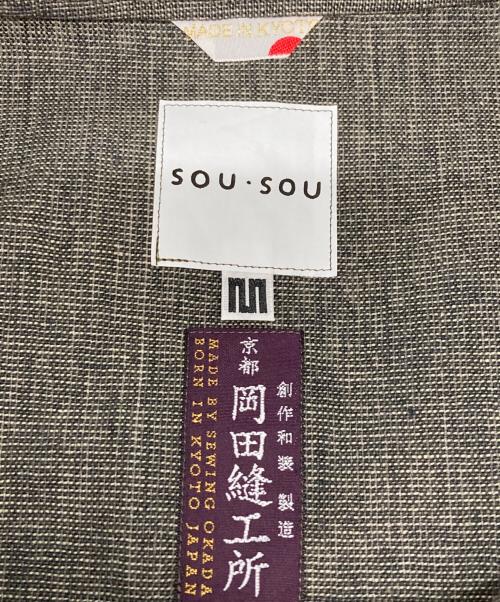 MADE IN KYOTO
SOU・SOU
創作和装 製造
京都
岡田縫工所
MADE BY SEWING OKADA
BORN IN KYOTO JAPAN